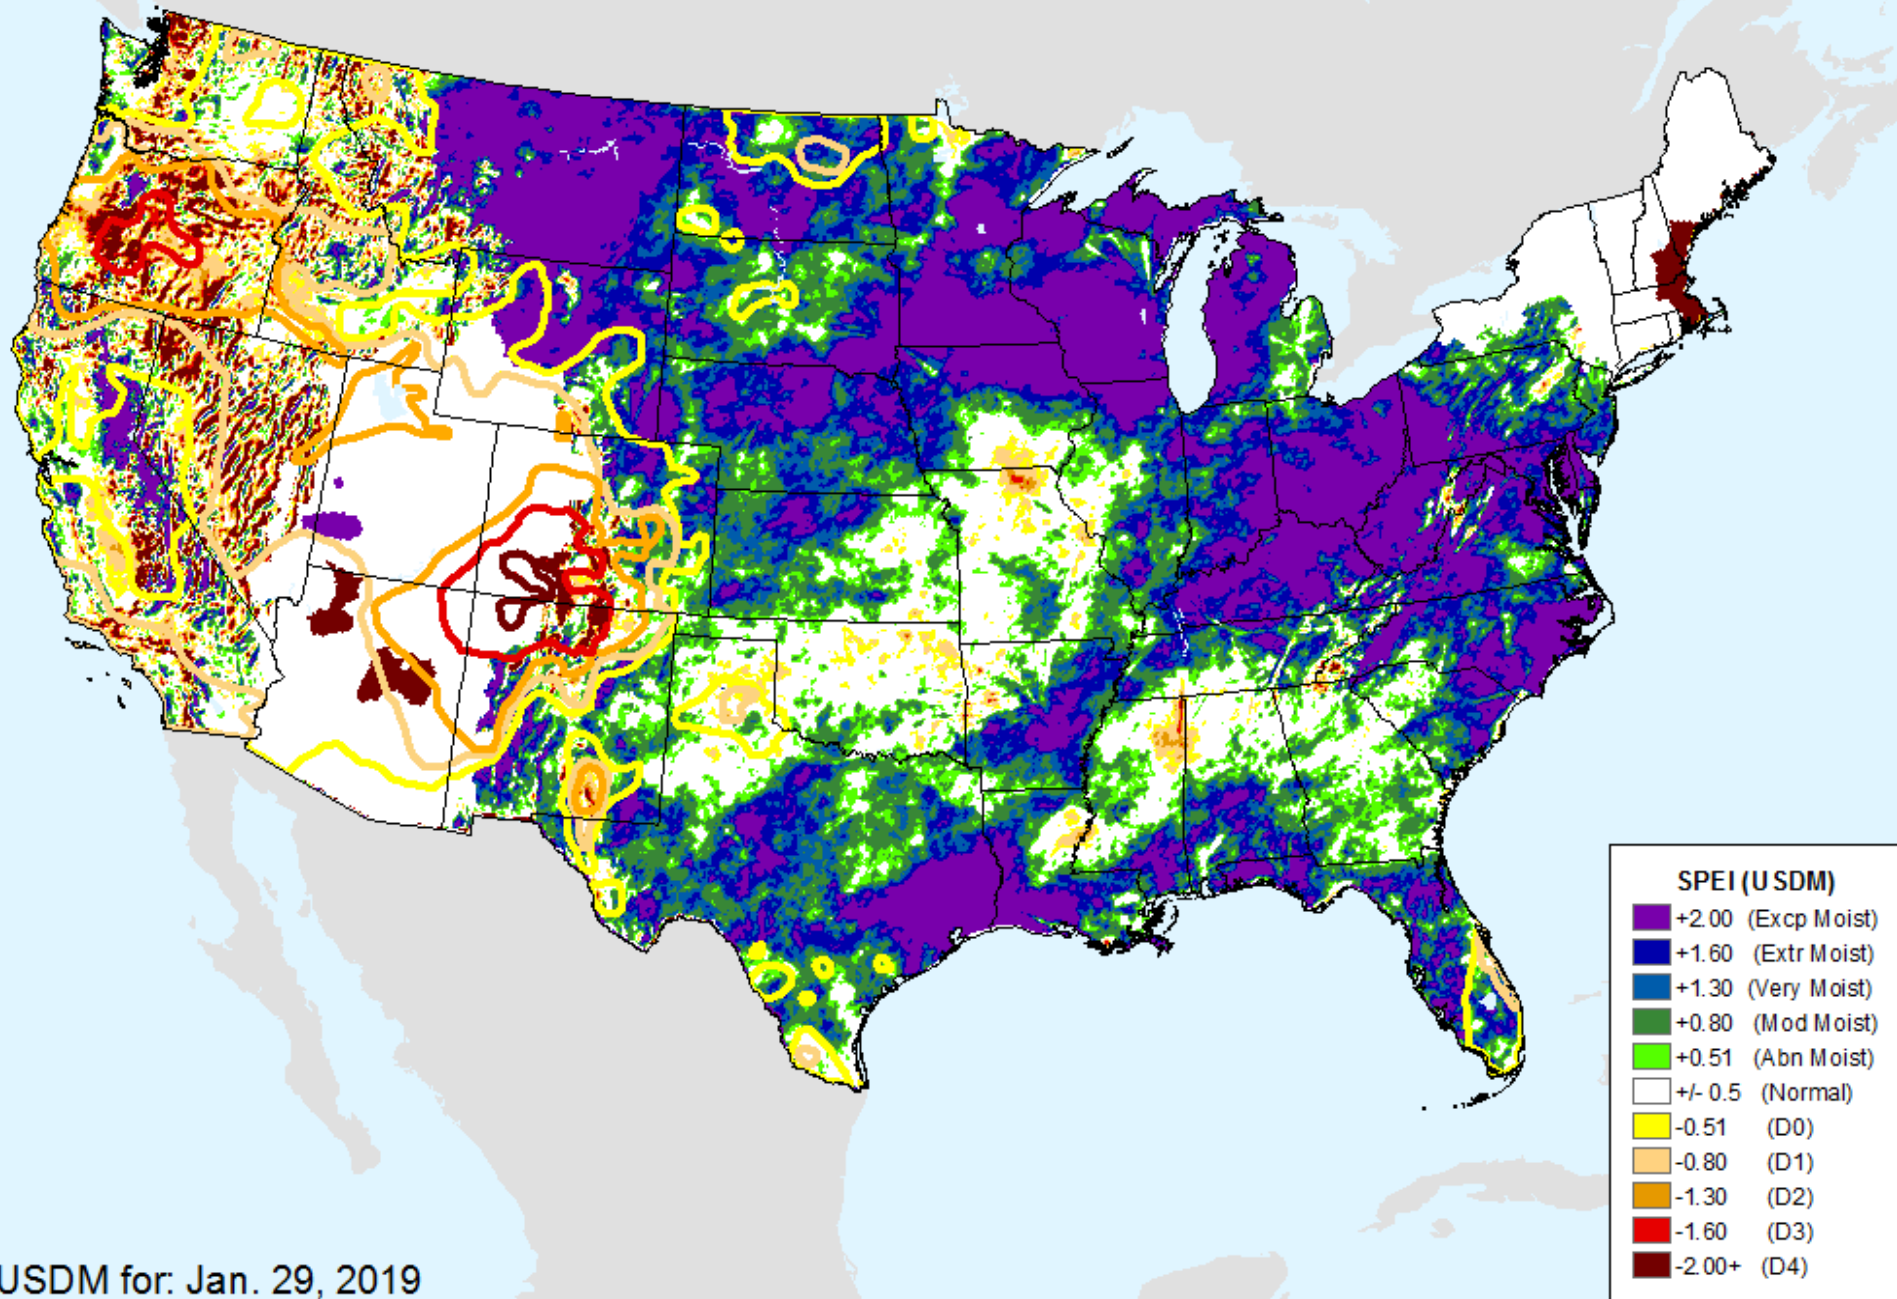 SPEI (USDM)
+2.00 (Excp Moist)
+1.60 (Extr Moist)
+1.30 (Very Moist)
+0.80 (Mod Moist)
+0.51 (Abn Moist)
+/- 0.5 (Normal)
-0.51 (D0)
-0.80 (D1)
-1.30 (D2)
-1.60 (D3)
-2.00+ (D4)
USDM for: Jan. 29, 2019